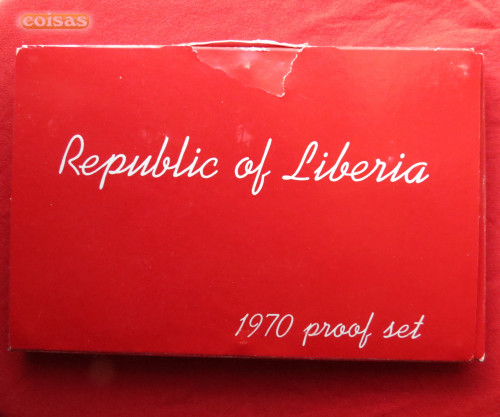 coisas
Republic of Liberia
1970 proof set